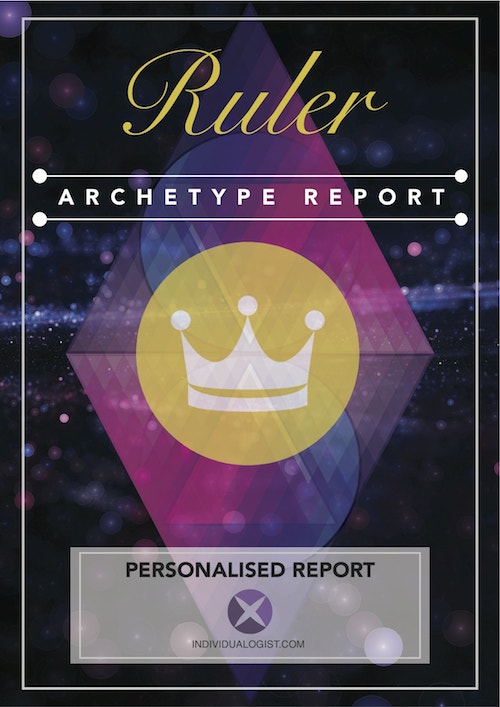 Ruler
ARCHETYPE REPORT
PERSONALISED REPORT
INDIVIDUALOGIST.COM